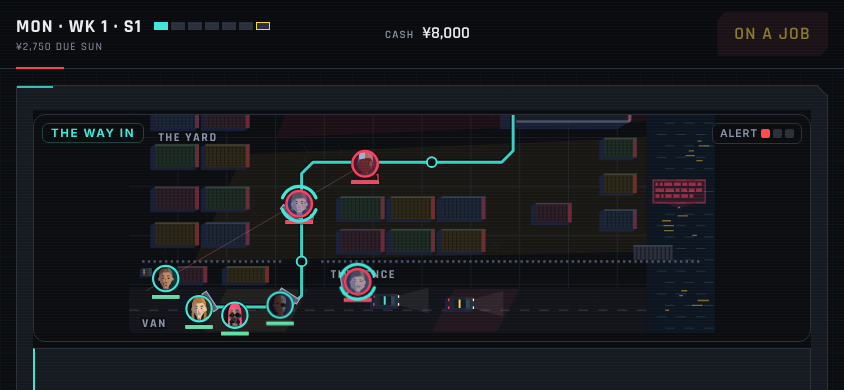 MON · WK 1 · S1
¥2,750 DUE SUN
CASH ¥8,000
ON A JOB
THE WAY IN
THE YARD
ALERT
VAN